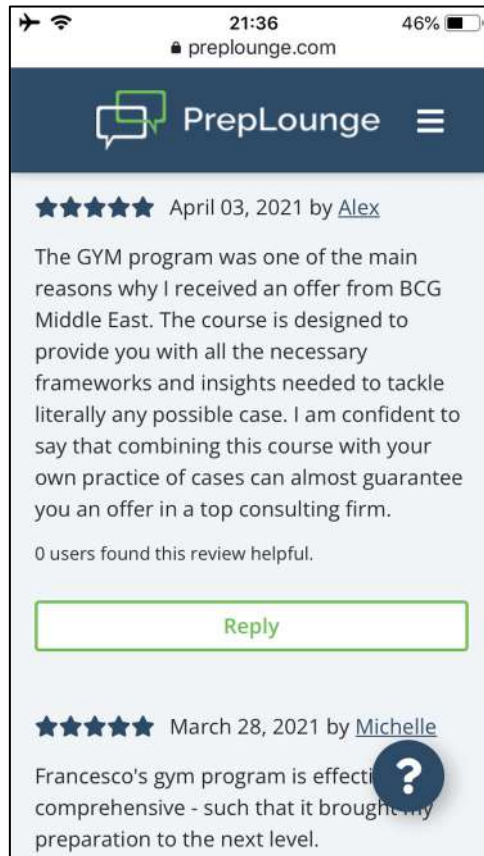 21:36
46%
preplounge.com
PrepLounge
April 03, 2021 by Alex
The GYM program was one of the main
reasons why I received an offer from BCG
Middle East. The course is designed to
provide you with all the necessary
frameworks and insights needed to tackle
literally any possible case. I am confident to
say that combining this course with your
own practice of cases can almost guarantee
you an offer in a top consulting firm.
0 users found this review helpful.
Reply
March 28, 2021 by Michelle
Francesco's gym program is
?
comprehensive - such that it brought my
preparation to the next level.